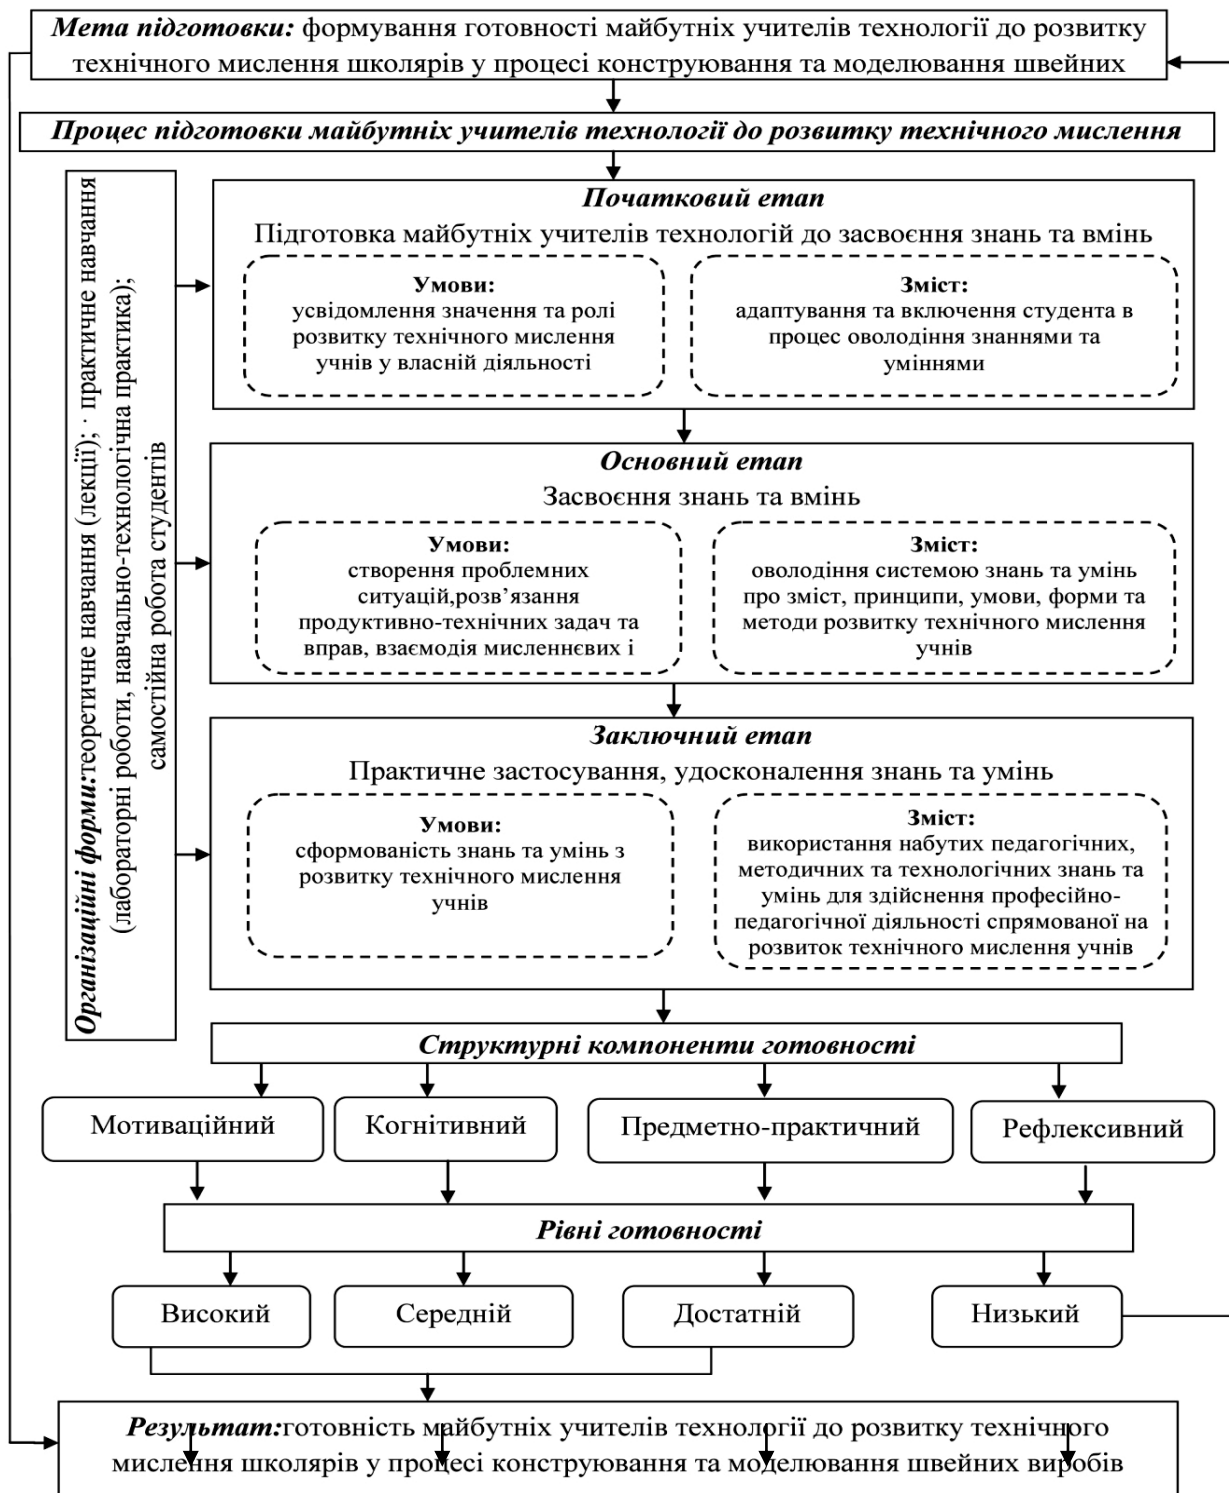 Мета підготовки: формування готовності майбутніх учителів технології до розвитку
технічного мислення школярів у процесі конструювання та моделювання швейних
Процес підготовки майбутніх учителів технології до розвитку технічного мислення
Організаційні форми:теоретичне навчання (лекції); · практичне навчання
(лабораторні роботи, навчально-технологічна практика);
самостійна робота студентів
Початковий етап
Підготовка майбутніх учителів технологій до засвоєння знань та вмінь
Умови:
усвідомлення значення та ролі
розвитку технічного мислення
учнів у власній діяльності
Зміст:
адаптування та включення студента в
процес оволодіння знаннями та
уміннями
Основний етап
Засвоєння знань та вмінь
Умови:
створення проблемних
ситуацій,розв’язання
продуктивно-технічних задач та
вправ, взаємодія мисленнєвих і
Зміст:
оволодіння системою знань та умінь
про зміст, принципи, умови, форми та
методи розвитку технічного мислення
учнів
Заключний етап
Практичне застосування, удосконалення знань та умінь
Умови:
сформованість знань та умінь з
розвитку технічного мислення
учнів
Зміст:
використання набутих педагогічних,
методичних та технологічних знань та
умінь для здійснення професійно-
педагогічної діяльності спрямованої на
розвиток технічного мислення учнів
Структурні компоненти готовності
Мотиваційний
Когнітивний
Предметно-практичний
Рефлексивний
Рівні готовності
Високий
Середній
Достатній
Низький
Результат:готовність майбутніх учителів технології до розвитку технічного
мислення школярів у процесі конструювання та моделювання швейних виробів